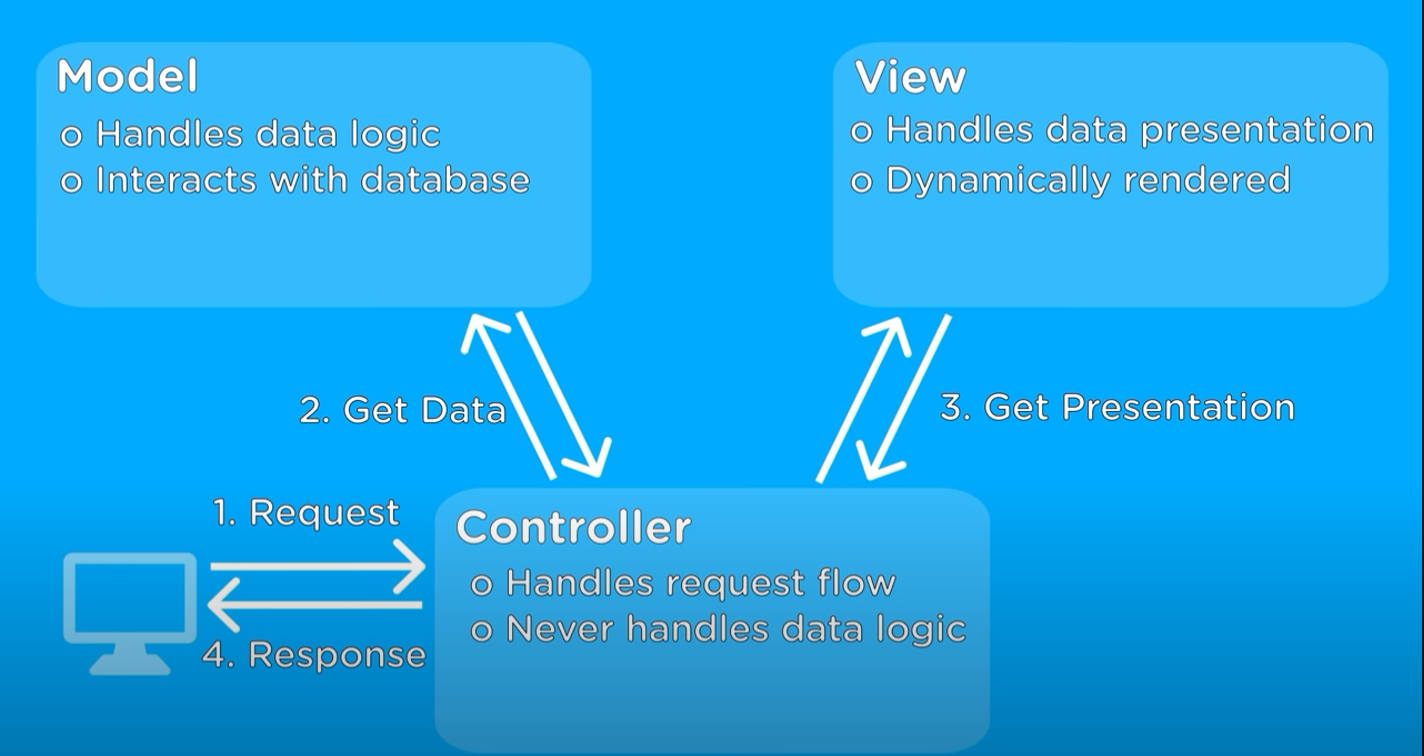 Model
o Handles data logic
o Interacts with database
View
o Handles data presentation
o Dynamically rendered
2. Get Data
3. Get Presentation
1. Request
4. Response
Controller
o Handles request flow
o Never handles data logic